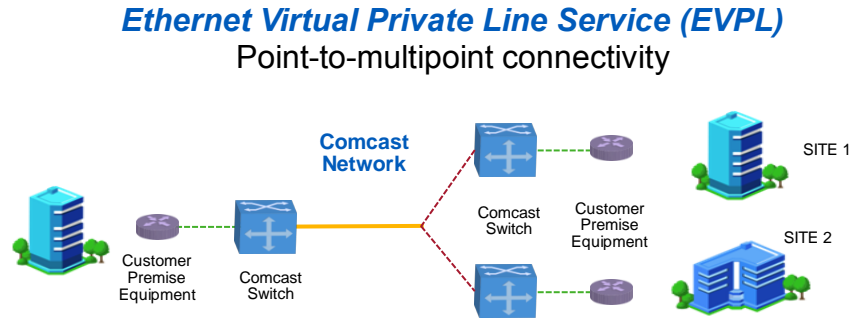 Ethernet Virtual Private Line Service (EVPL)
Point-to-multipoint connectivity
Comcast
Network
SITE 1
Comcast
Switch
Customer
Premise
Equipment
SITE 2
Customer
Premise
Equipment
Comcast
Switch